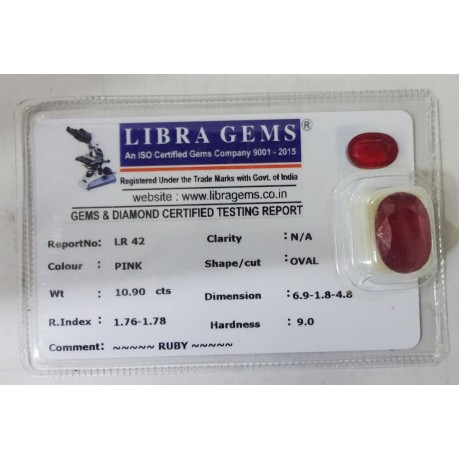 LIBRA GEMS®
An ISO Certified Gems Company 9001 - 2015
Registered Under the Trade Marks with Govt. of India
website : www.libragems.co.in
GEMS & DIAMOND CERTIFIED TESTING REPORT
ReportNo: LR 42 Clarity : N/A
Colour : PINK Shape/cut : OVAL
Wt : 10.90 cts Dimension : 6.9-1.8-4.8
R.Index : 1.76-1.78 Hardness : 9.0
Comment: ~~~~~ RUBY ~~~~~